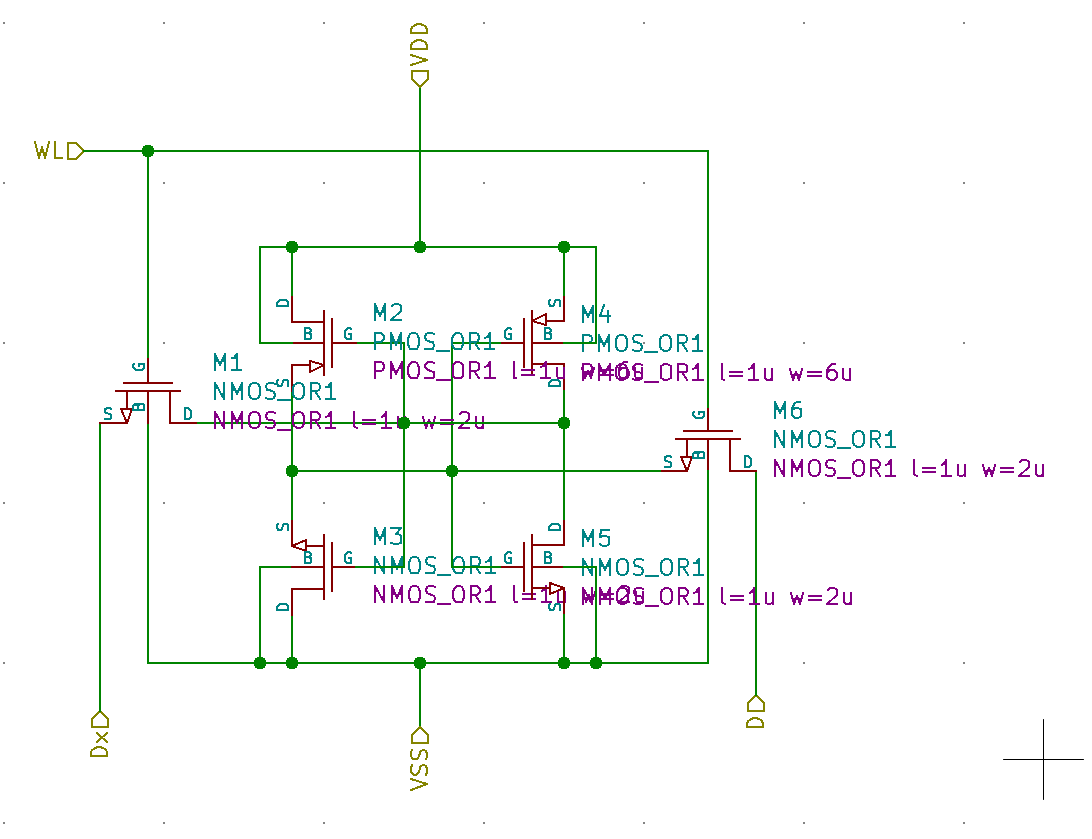 VDD
WL
D
S
M2
M4
B
G
G
B
PMOS_OR1
PMOS_OR1
PMOS_OR1 l=1u w=6u
PMOS_OR1 l=1u w=6u
S
D
M1
NMOS_OR1
NMOS_OR1 l=1u w=2u
G
S
B
D
M6
NMOS_OR1
NMOS_OR1 l=1u w=2u
G
S
B
D
S
D
M3
M5
B
G
G
B
NMOS_OR1
NMOS_OR1
NMOS_OR1 l=1u w=2u
NMOS_OR1 l=1u w=2u
D
S
Dx
VSS
D